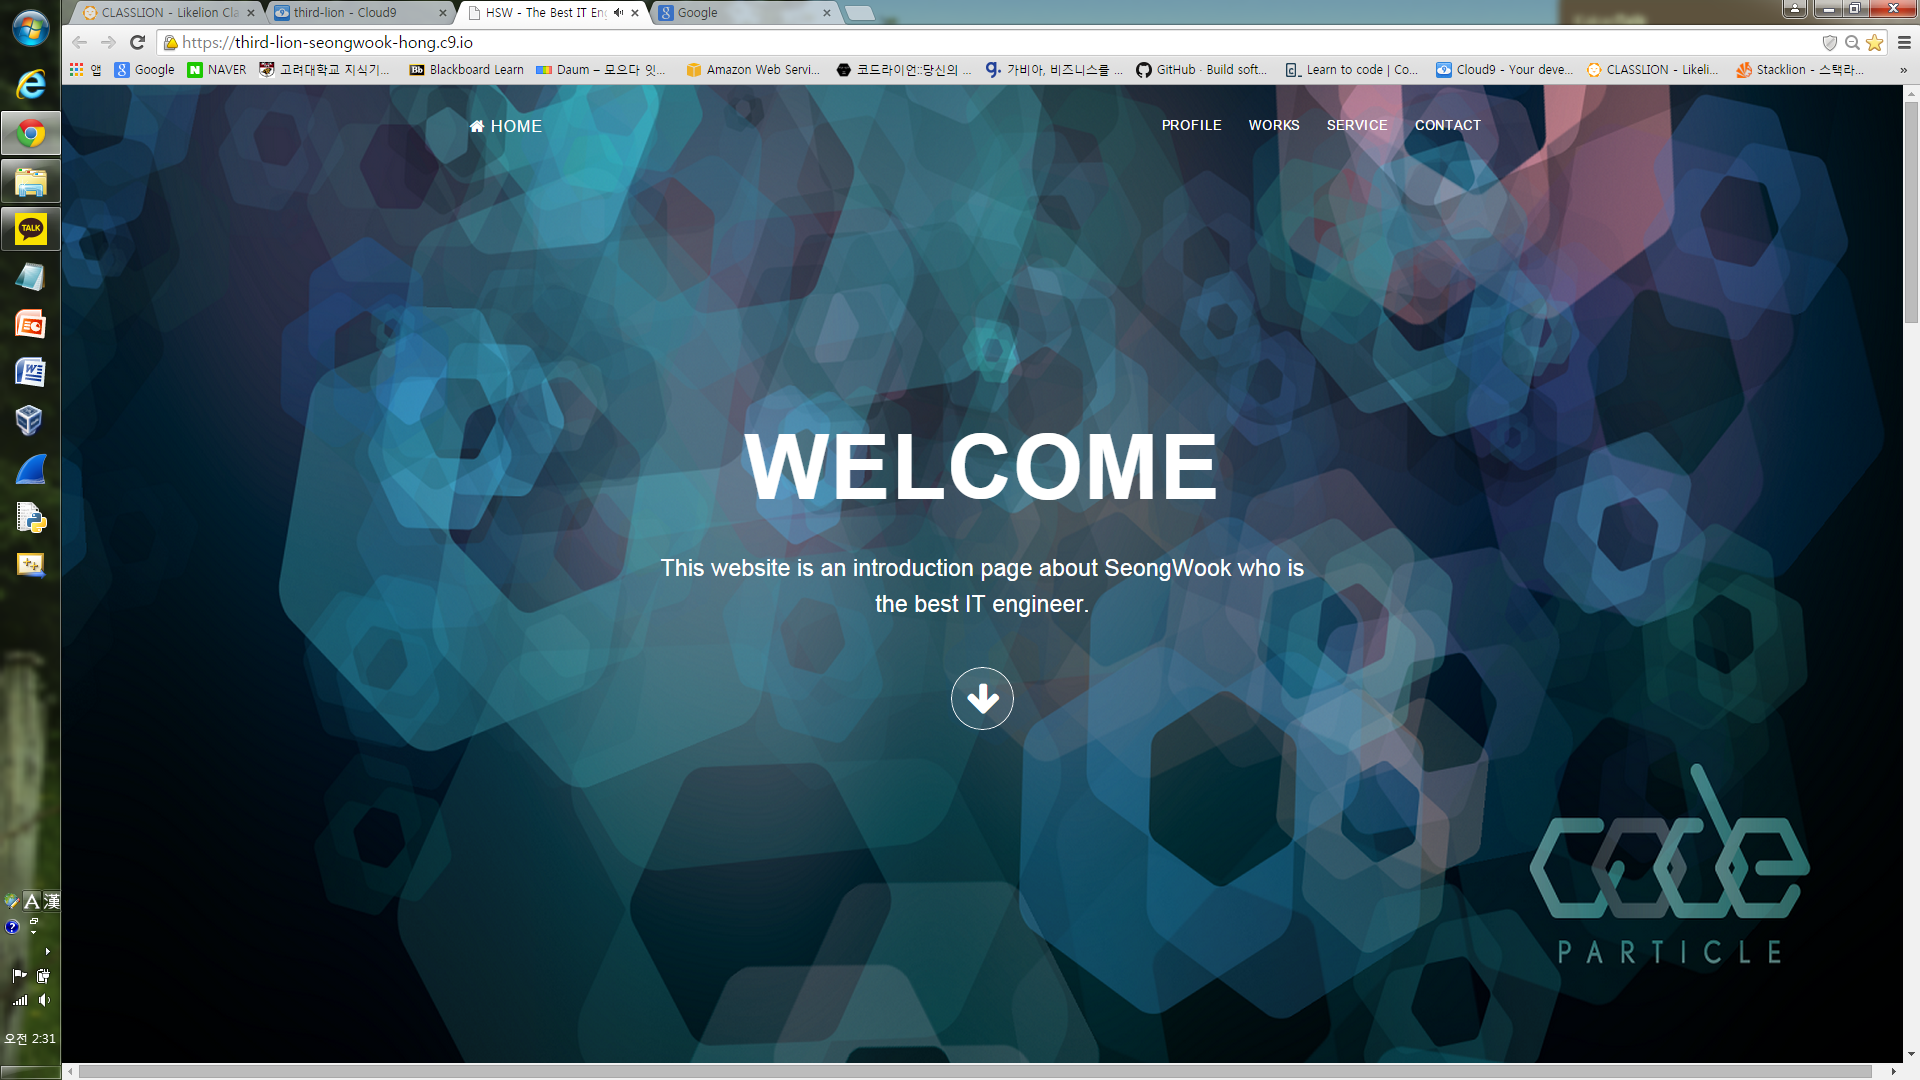 CLASSLION - Likelion Cla
third-lion - Cloud9
HSW - The Best IT En
Google
https://third-lion-seongwook-hong.c9.io
앱
Google
NAVER
고려대학교 지식기...
Blackboard Learn
Daum – 모으다 잇...
Amazon Web Servi...
코드라이언::당신의 ...
가비아, 비즈니스를 ...
GitHub · Build soft...
Learn to code | Co...
Cloud9 - Your deve...
CLASSLION - Likeli...
Stacklion - 스택라...
»
HOME
PROFILE
WORKS
SERVICE
CONTACT
TALK
WELCOME
This website is an introduction page about SeongWook who is
the best IT engineer.
code
PARTICLE
A 漢
오전 2:31